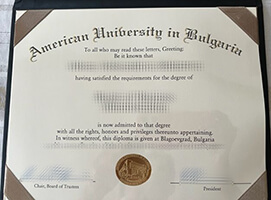 American University in Bulgaria
To all who may read these letters, Greeting:
Be it known that
having satisfied the requirements for the degree of
is now admitted to that degree
with all the rights, honors and privileges thereunto appertaining.
In witness whereof, this diploma is given at Blagoevgrad, Bulgaria
Chair, Board of Trustees
President